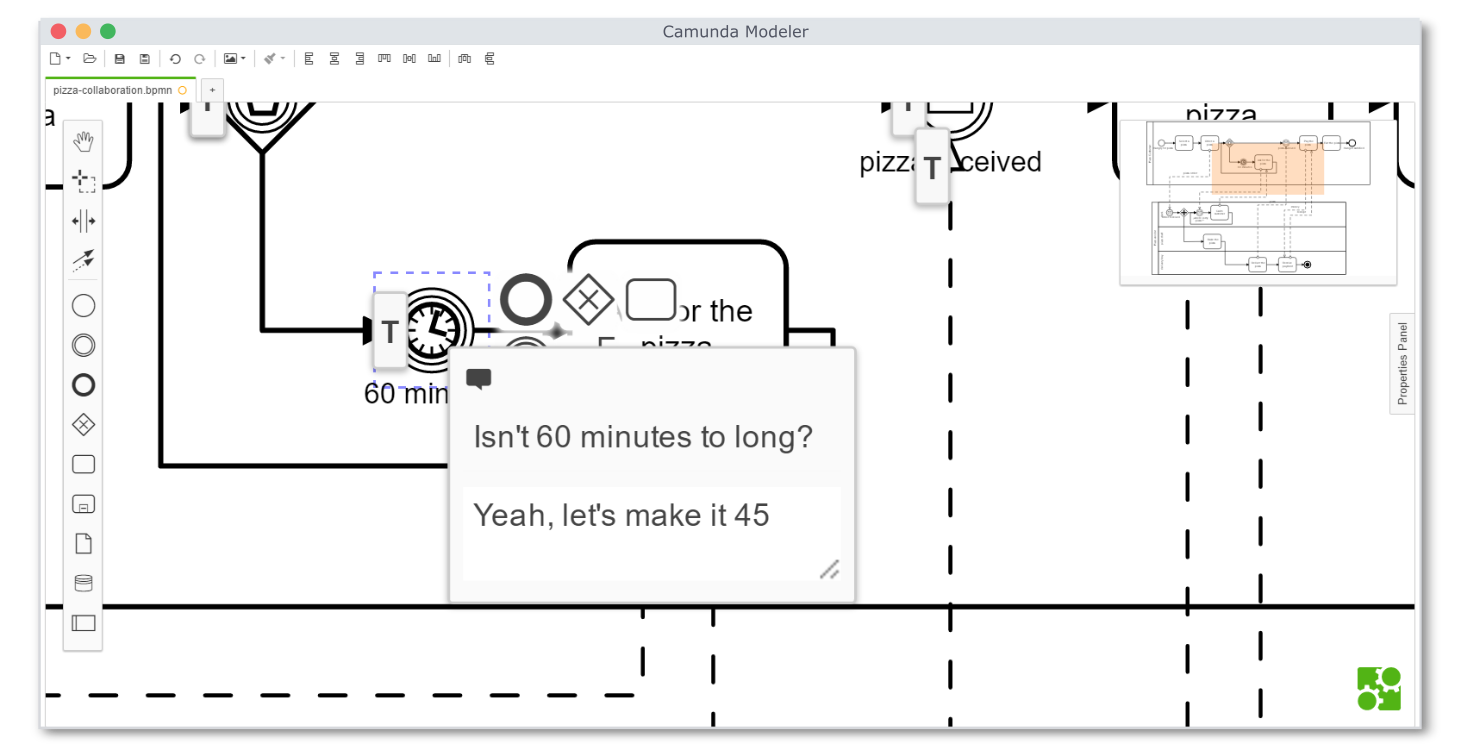 Camunda Modeler
pizza-collaboration.bpmn
+
a
T
T
pizza
pizza
ceived
T
T
or the
pizza
60 min
Isn't 60 minutes to long?
Yeah, let's make it 45
Properties Panel